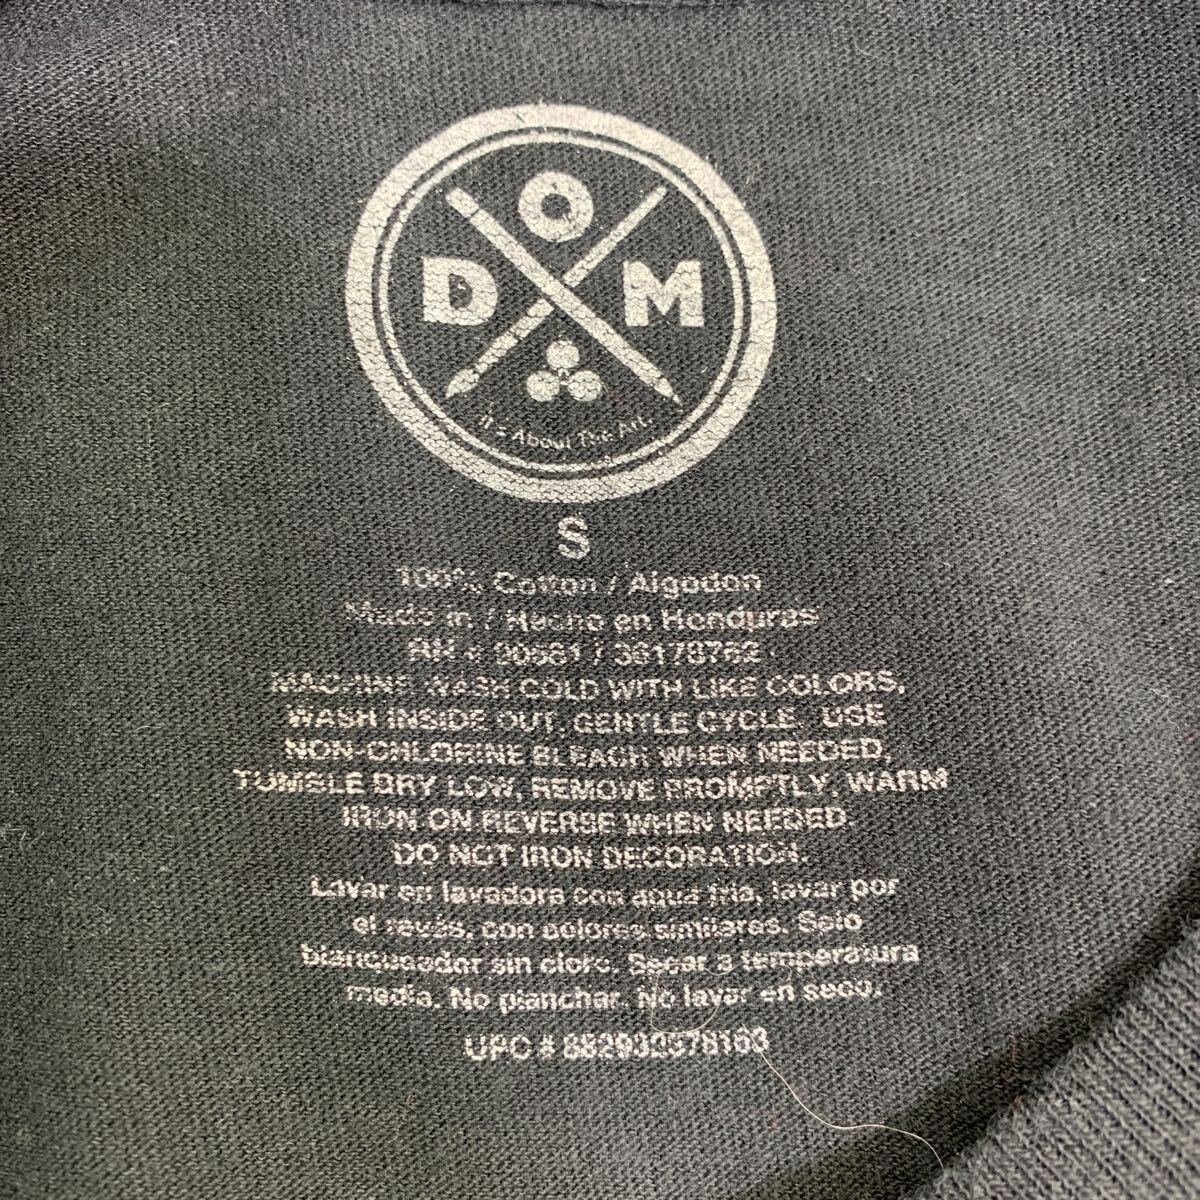 D O M
It's About The Art
S
100% Cotton / Algodon
Made in / Hecho en Honduras
MACHINE WASH COLD WITH LIKE COLORS,
WASH INSIDE OUT, GENTLE CYCLE. USE
NON-CHLORINE BLEACH WHEN NEEDED,
TUMBLE DRY LOW, REMOVE PROMPTLY. WARM
IRON ON REVERSE WHEN NEEDED.
DO NOT IRON DECORATION.
Lavar en lavadora con agua fria, lavar por
el revés, con colores similares. Solo
blanqueador sin cloro. Secar a temperatura
media. No planchar. No lavar en seco.
UPC #